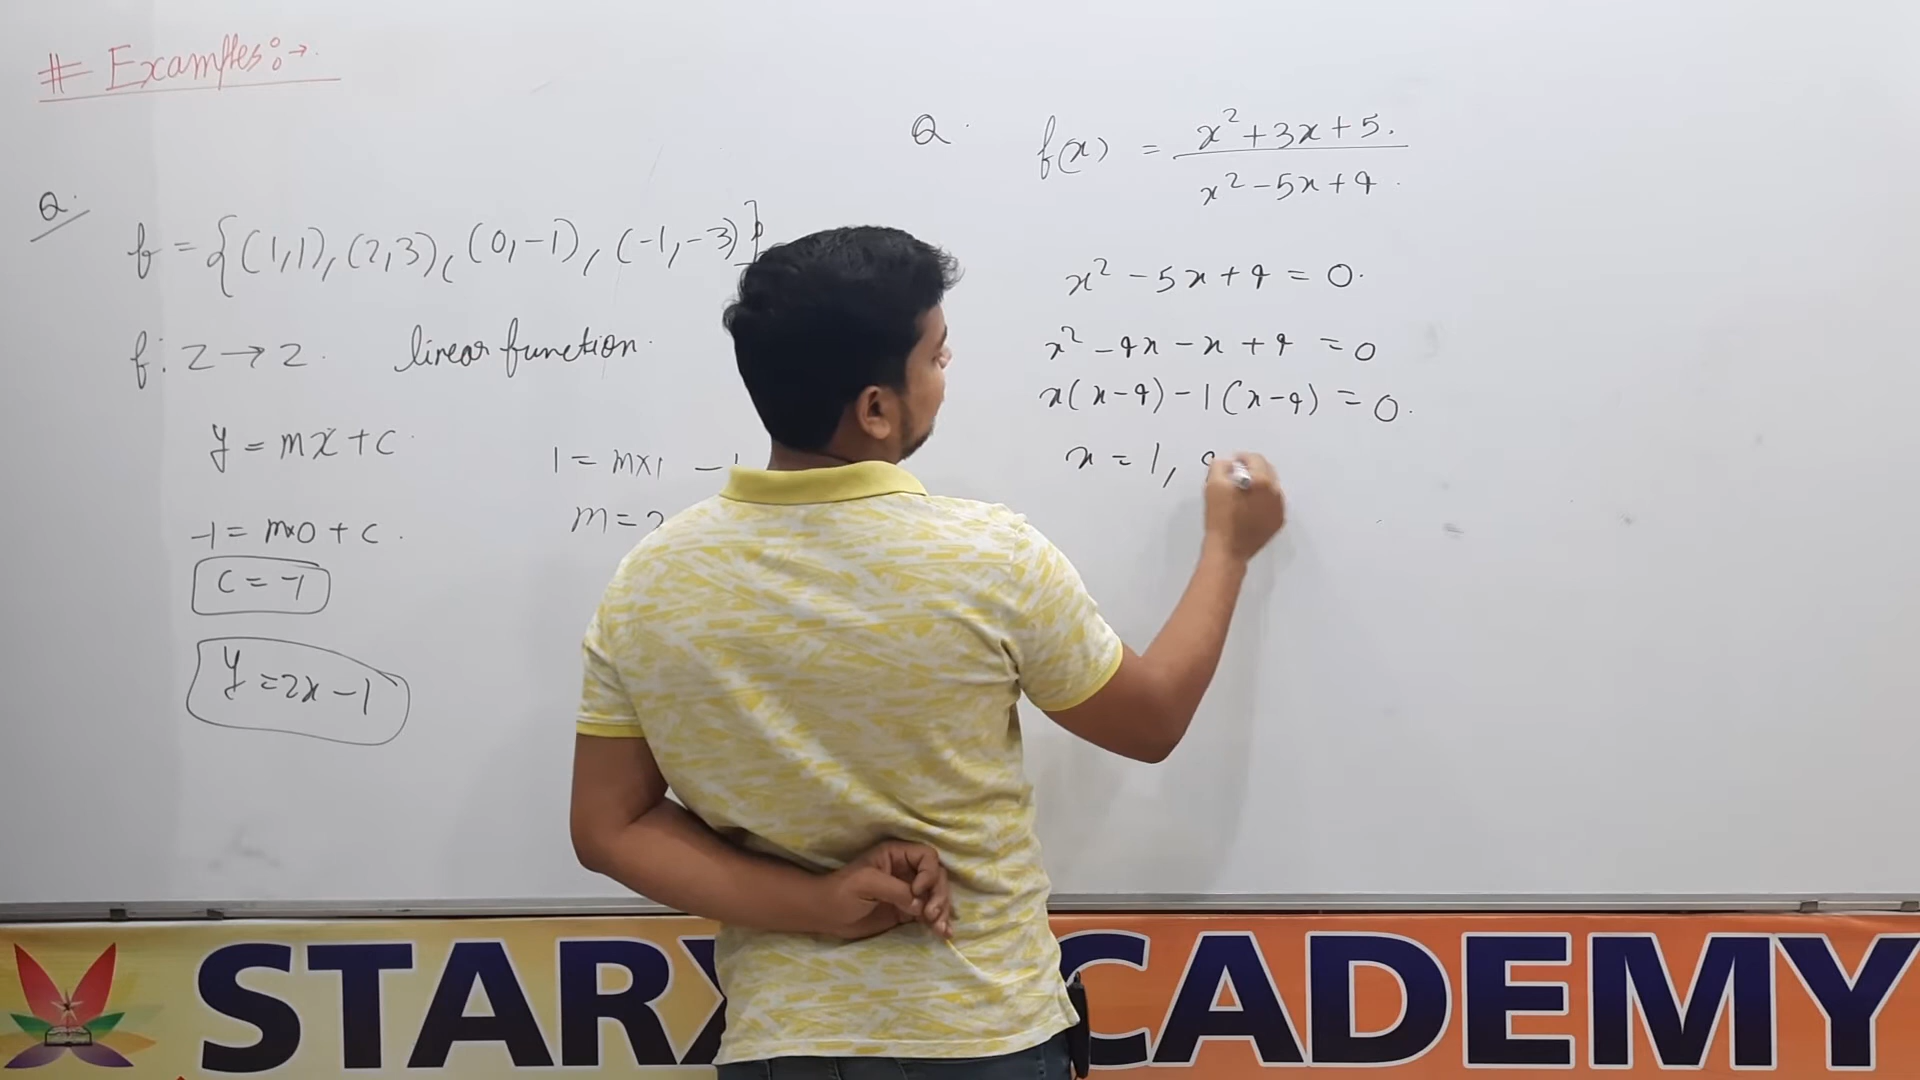 # Examples:→
Q.
f = {(1,1), (2,3), (0,-1), (-1,-3)}
f: Z → Z. linear function.
y = mx + c
-1 = m×0 + c.
c = -1
y = 2x - 1
1 = m×1 - 1
m = 2
Q. f(x) = x² + 3x + 5. / x² - 5x + 4.
x² - 5x + 4 = 0.
x² - 4x - x + 4 = 0
x(x-4) - 1(x-4) = 0.
x = 1,
STARX ACADEMY